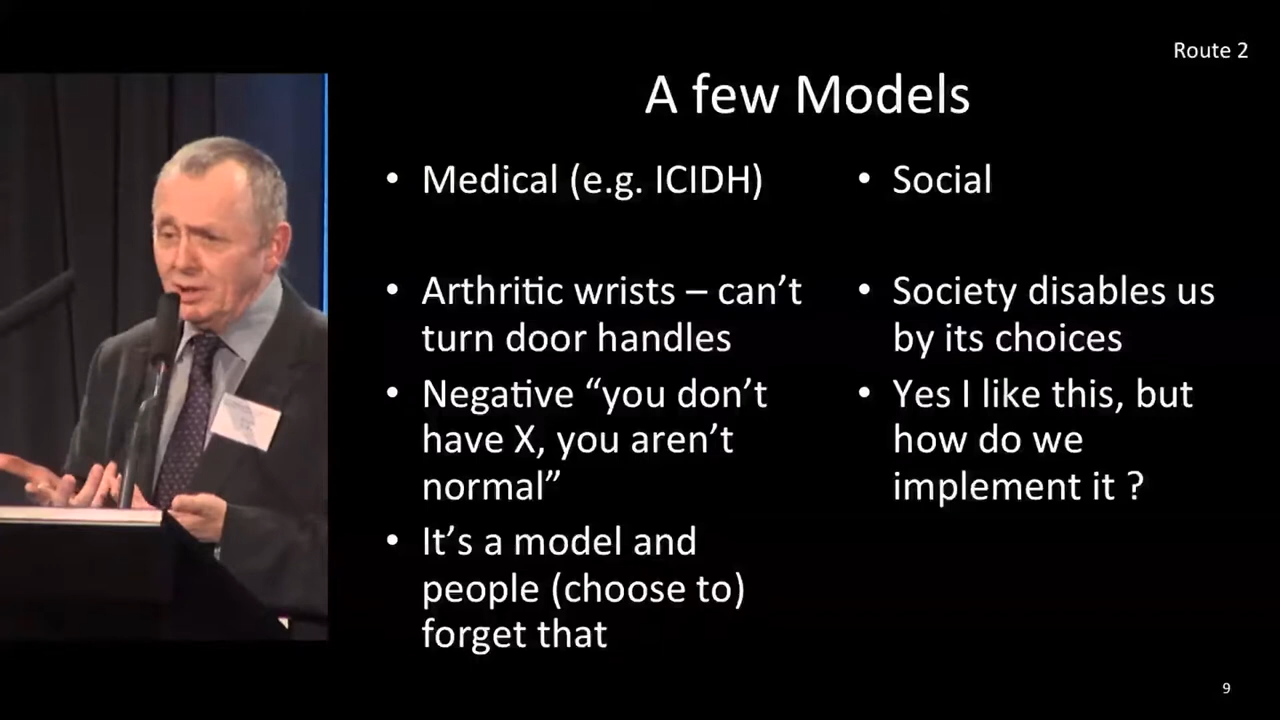 Route 2
A few Models
• Medical (e.g. ICIDH)
• Arthritic wrists – can’t
turn door handles
• Negative “you don’t
have X, you aren’t
normal”
• It’s a model and
people (choose to)
forget that
• Social
• Society disables us
by its choices
• Yes I like this, but
how do we
implement it ?
9